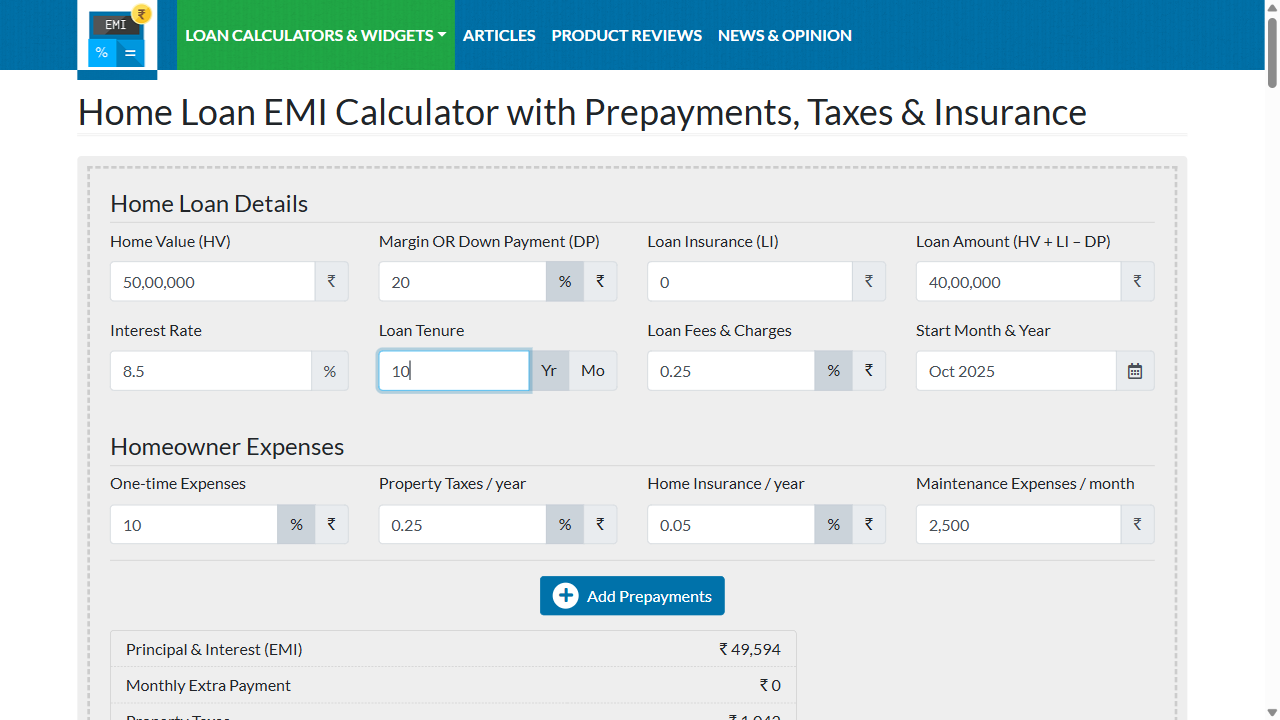 EMI ₹
% =
LOAN CALCULATORS & WIDGETS ARTICLES PRODUCT REVIEWS NEWS & OPINION
Home Loan EMI Calculator with Prepayments, Taxes & Insurance
Home Loan Details
Home Value (HV) Margin OR Down Payment (DP) Loan Insurance (LI) Loan Amount (HV + LI – DP)
50,00,000 ₹ 20 % ₹ 0 ₹ 40,00,000 ₹
Interest Rate Loan Tenure Loan Fees & Charges Start Month & Year
8.5 % 10 Yr Mo 0.25 % ₹ Oct 2025
Homeowner Expenses
One-time Expenses Property Taxes / year Home Insurance / year Maintenance Expenses / month
10 % ₹ 0.25 % ₹ 0.05 % ₹ 2,500 ₹
Add Prepayments
Principal & Interest (EMI) ₹ 49,594
Monthly Extra Payment ₹ 0
Property Taxes ₹ 1,042